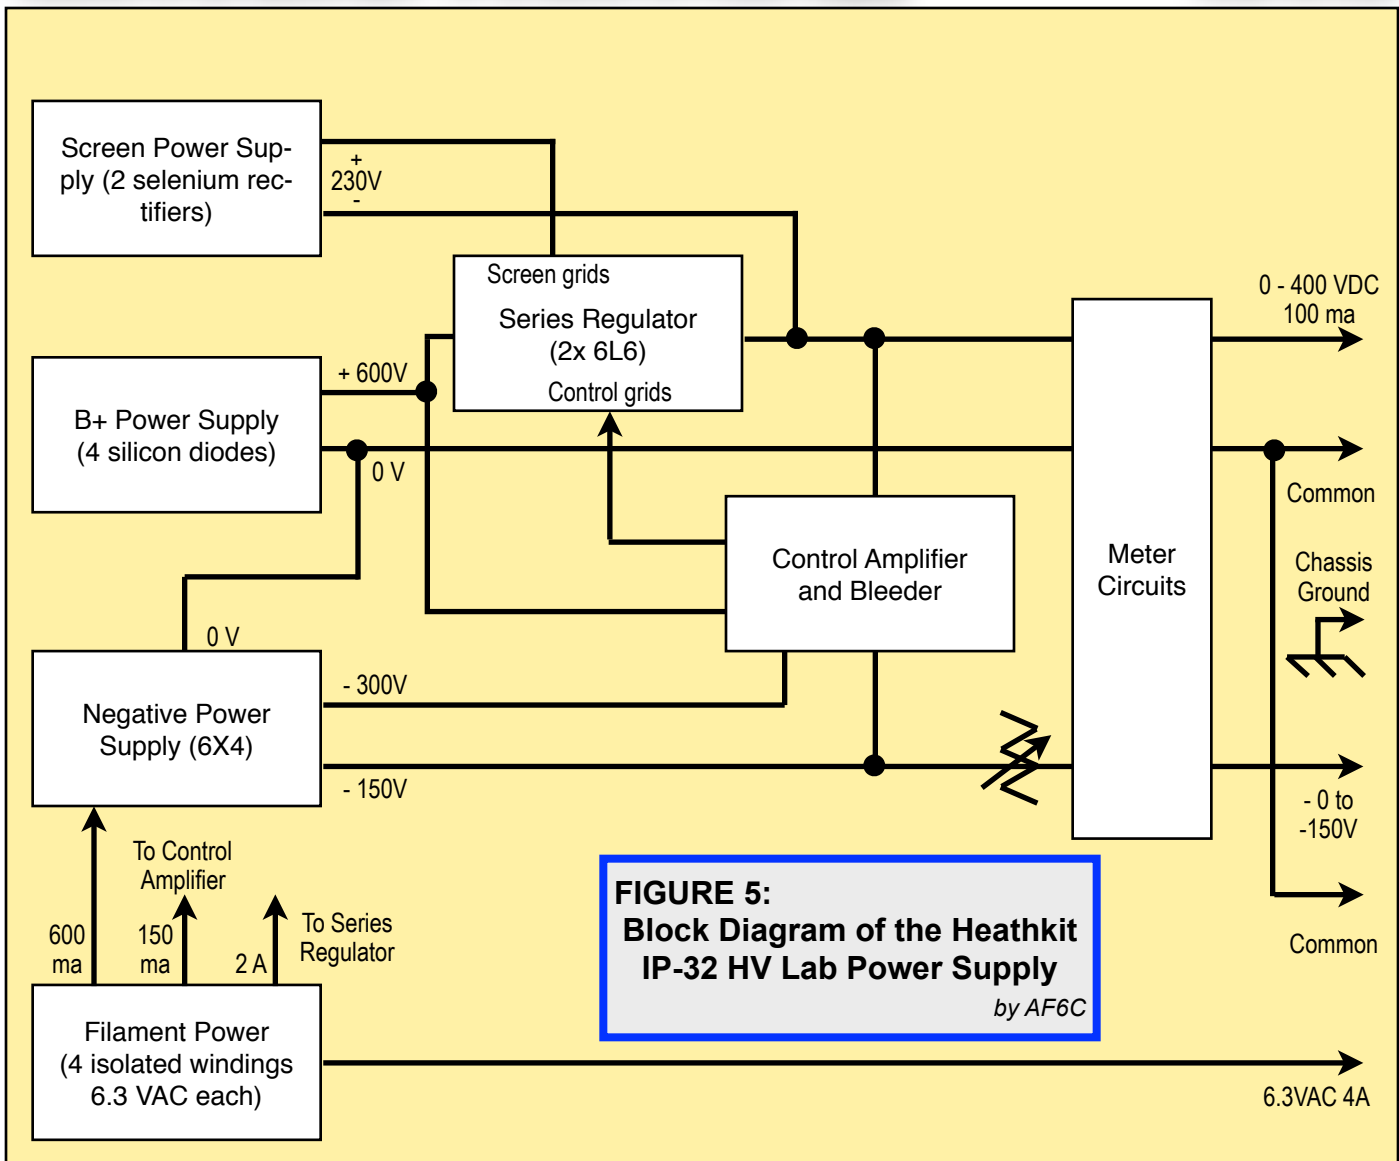 Screen Power Sup-
ply (2 selenium rec-
tifiers)
+
230V
-
Screen grids
Series Regulator
(2x 6L6)
Control grids
0 - 400 VDC
100 ma
B+ Power Supply
(4 silicon diodes)
+ 600V
0 V
Common
Control Amplifier
and Bleeder
Meter
Circuits
Chassis
Ground
0 V
Negative Power
Supply (6X4)
- 300V
- 150V
- 0 to
-150V
To Control
Amplifier
600
ma
150
ma
2 A
To Series
Regulator
Common
FIGURE 5:
Block Diagram of the Heathkit
IP-32 HV Lab Power Supply
by AF6C
Filament Power
(4 isolated windings
6.3 VAC each)
6.3VAC 4A